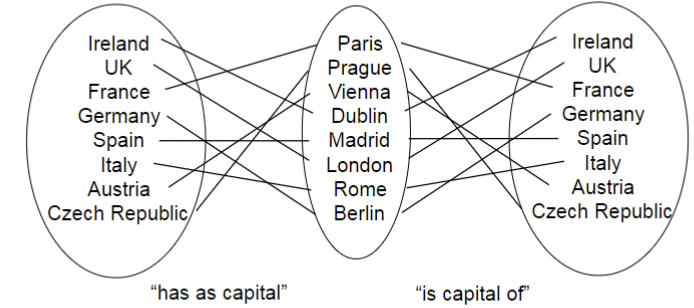 Ireland
UK
France
Germany
Spain
Italy
Austria
Czech Republic
Paris
Prague
Vienna
Dublin
Madrid
London
Rome
Berlin
Ireland
UK
France
Germany
Spain
Italy
Austria
Czech Republic
“has as capital”
“is capital of”